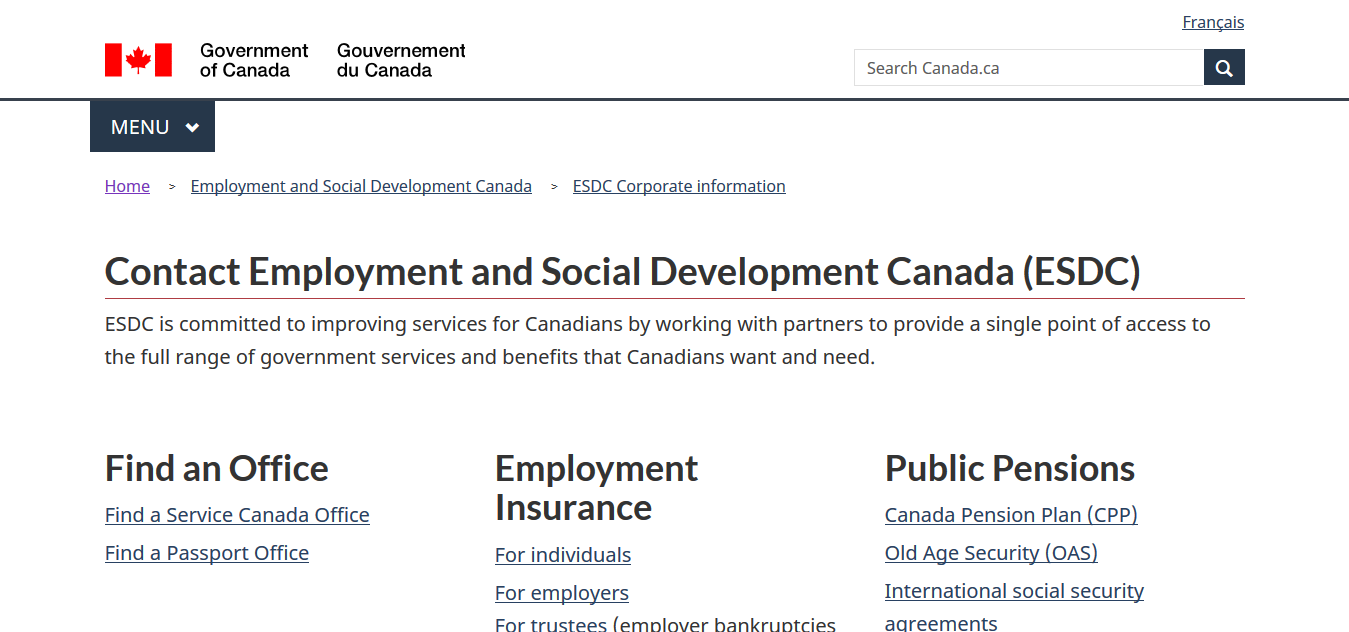 Français
Government of Canada
Gouvernement du Canada
Search Canada.ca
MENU
Home > Employment and Social Development Canada > ESDC Corporate information
Contact Employment and Social Development Canada (ESDC)
ESDC is committed to improving services for Canadians by working with partners to provide a single point of access to
the full range of government services and benefits that Canadians want and need.
Find an Office
Find a Service Canada Office
Find a Passport Office
Employment
Insurance
For individuals
For employers
For trustees (employer bankruptcies
Public Pensions
Canada Pension Plan (CPP)
Old Age Security (OAS)
International social security
agreements